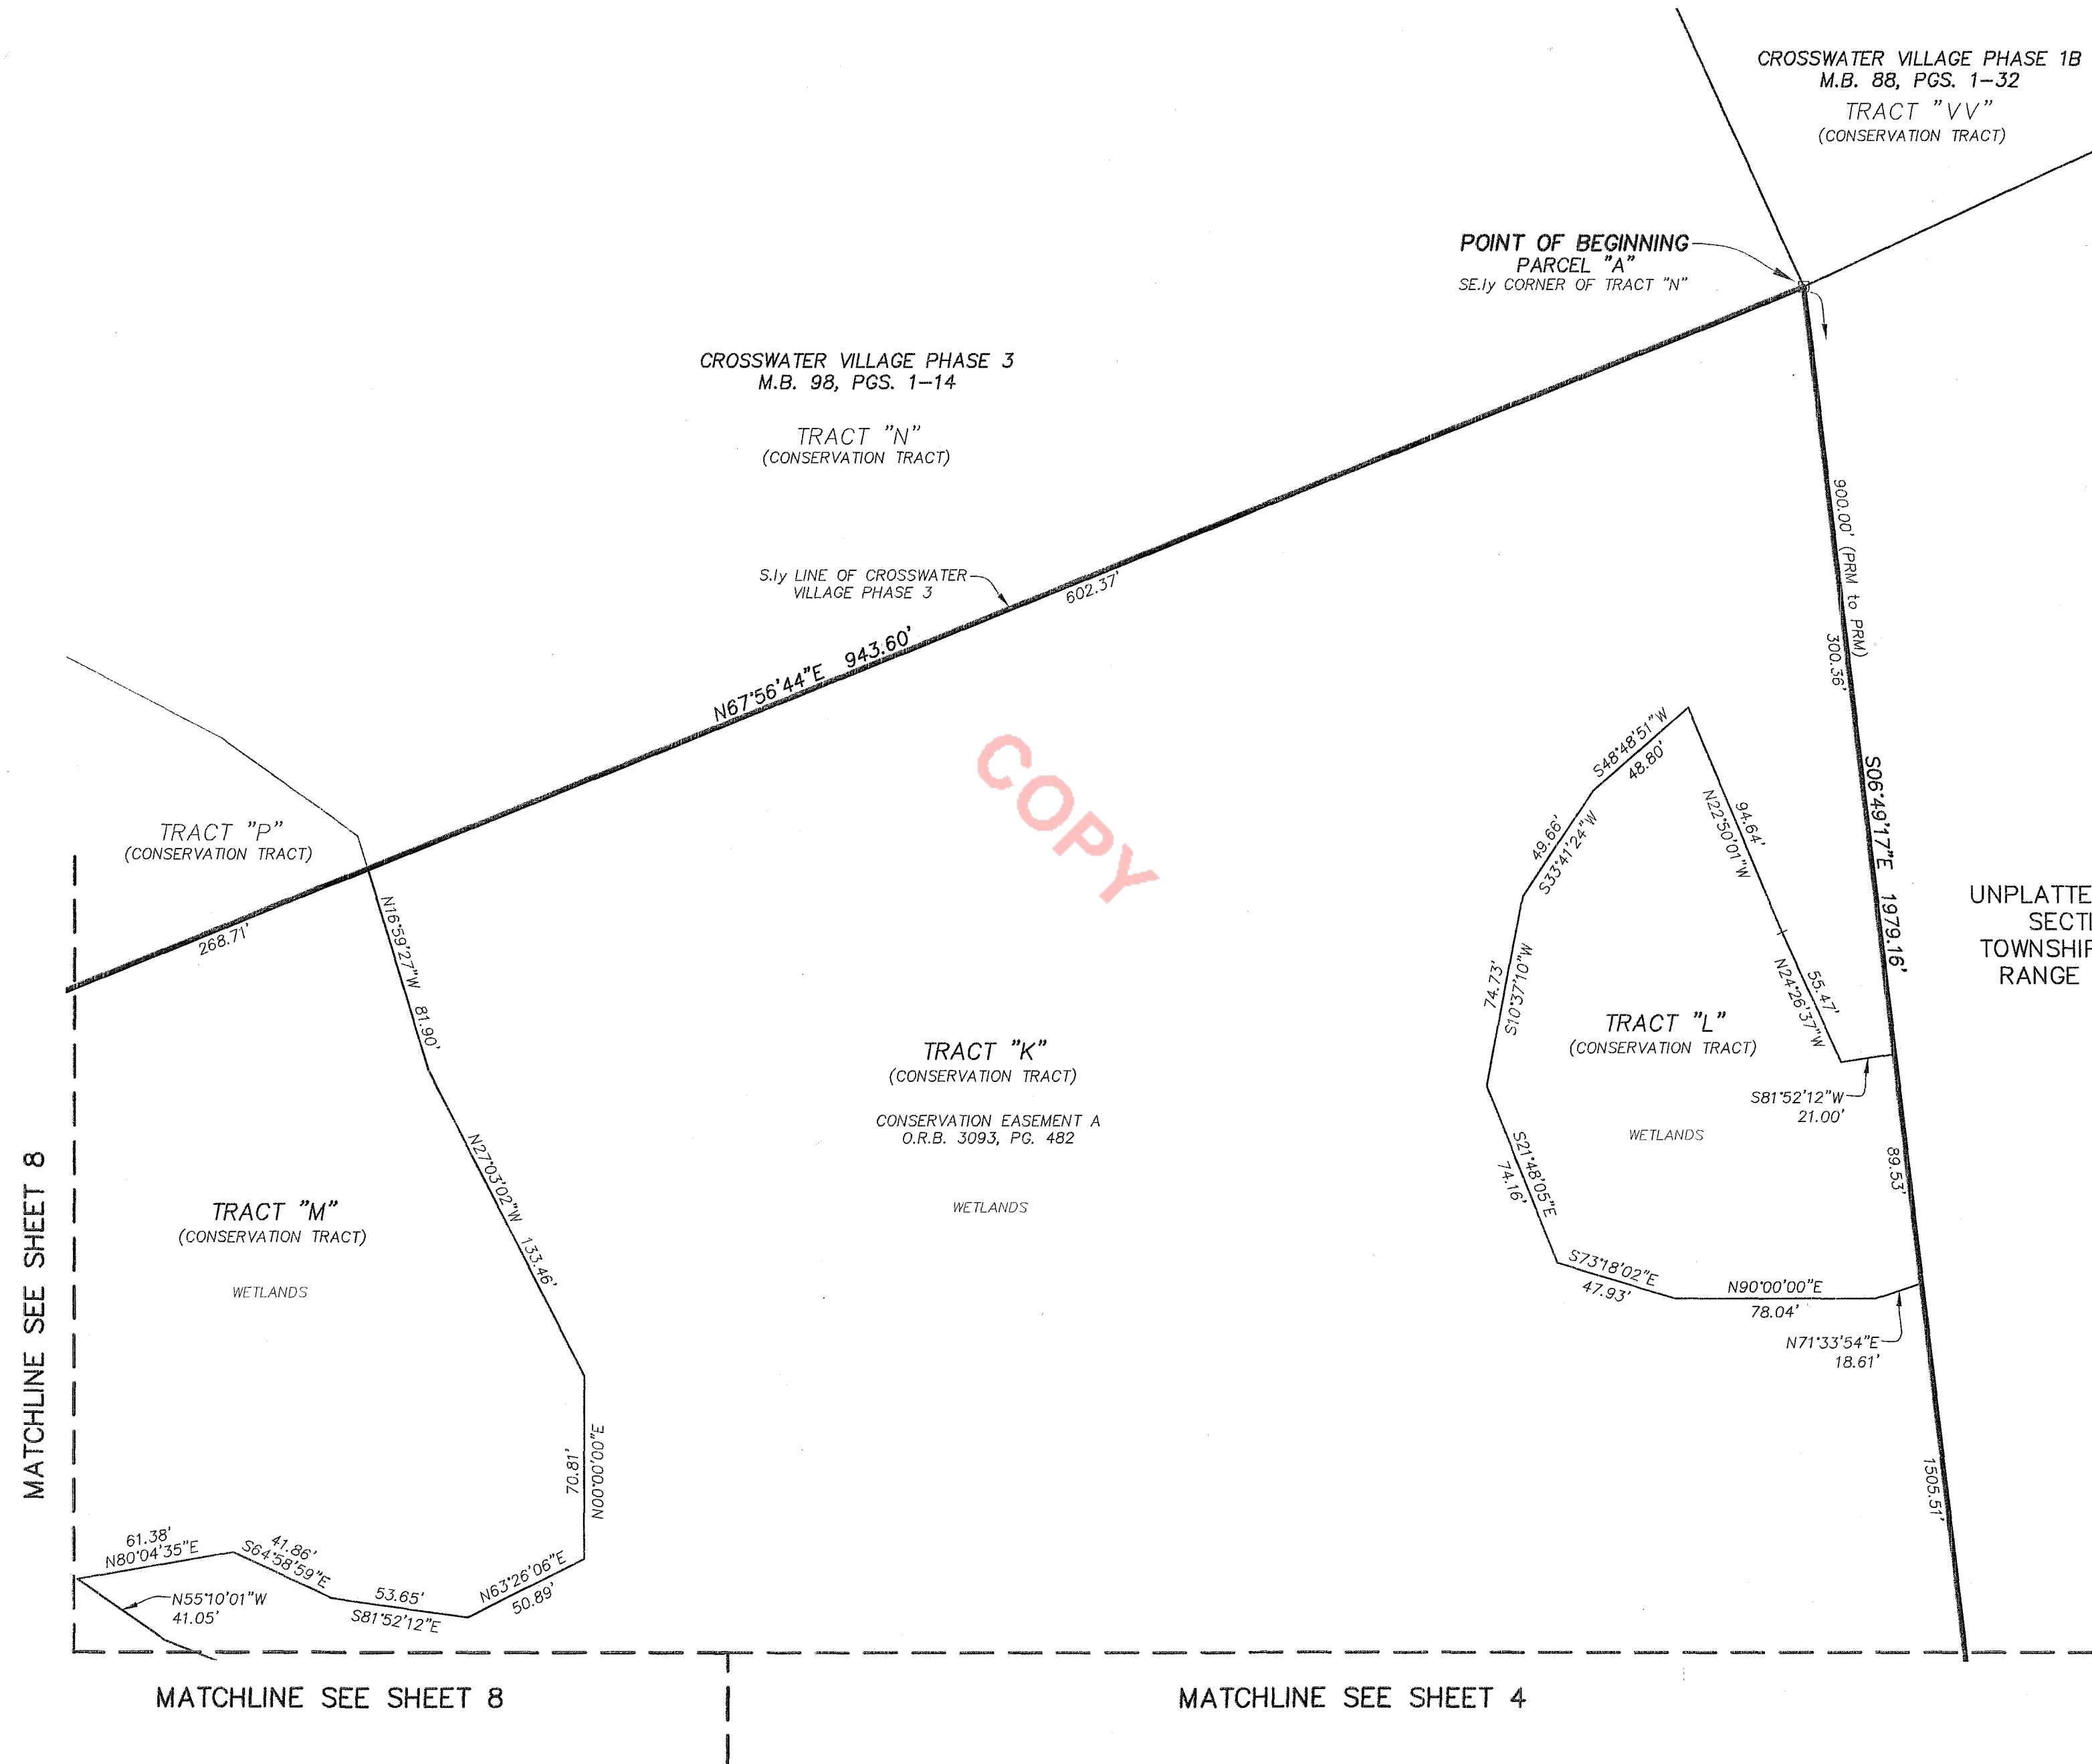 CROSSWATER VILLAGE PHASE 1B
M.B. 88, PGS. 1-32
TRACT "VV"
(CONSERVATION TRACT)
POINT OF BEGINNING
PARCEL "A"
SE.ly CORNER OF TRACT "N"
CROSSWATER VILLAGE PHASE 3
M.B. 98, PGS. 1-14
TRACT "N"
(CONSERVATION TRACT)
S.ly LINE OF CROSSWATER
VILLAGE PHASE 3
602.37'
N67°56'44"E 943.60'
900.00' (PRM to PRM)
300.36'
S06°49'17"E 1979.16'
COPY
TRACT "P"
(CONSERVATION TRACT)
268.71'
N16°59'27"W 81.90'
S48°48'51"W
48.80'
49.66'
S33°41'24"W
94.64'
N22°50'01"W
74.73'
S10°37'10"W
55.47'
N24°26'37"W
UNPLATTE
SECTI
TOWNSHIP
RANGE
TRACT "L"
(CONSERVATION TRACT)
WETLANDS
S81°52'12"W
21.00'
89.53'
S21°48'05"E
74.16'
S73°18'02"E
47.93'
N90°00'00"E
78.04'
N71°33'54"E
18.61'
1505.51'
TRACT "K"
(CONSERVATION TRACT)
CONSERVATION EASEMENT A
O.R.B. 3093, PG. 482
WETLANDS
N27°03'02"W 133.46'
TRACT "M"
(CONSERVATION TRACT)
WETLANDS
MATCHLINE SEE SHEET 8
70.81'
N00°00'00"E
61.38'
N80°04'35"E
41.86'
S64°58'59"E
53.65'
S81°52'12"E
N63°26'06"E
50.89'
N55°10'01"W
41.05'
MATCHLINE SEE SHEET 8
MATCHLINE SEE SHEET 4